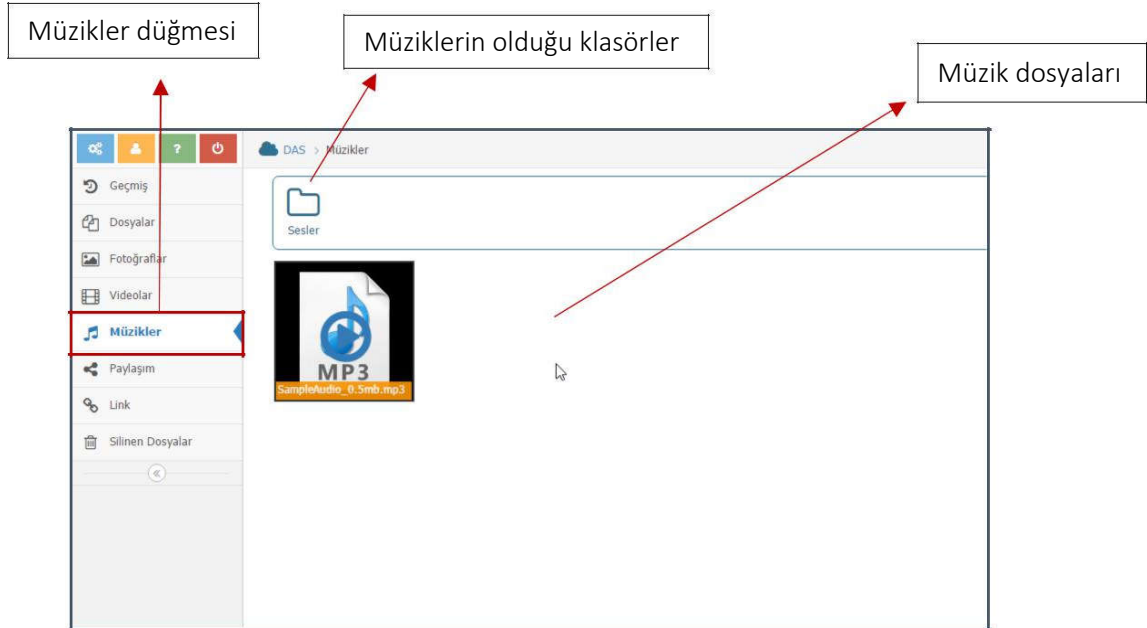 Müzikler düğmesi
Müziklerin olduğu klasörler
Müzik dosyaları
?
DAS > Müzikler
Geçmiş
Dosyalar
Fotoğraflar
Videolar
Müzikler
Paylaşım
Link
Silinen Dosyalar
Sesler
MP3
SampleAudio_0.5mb.mp3